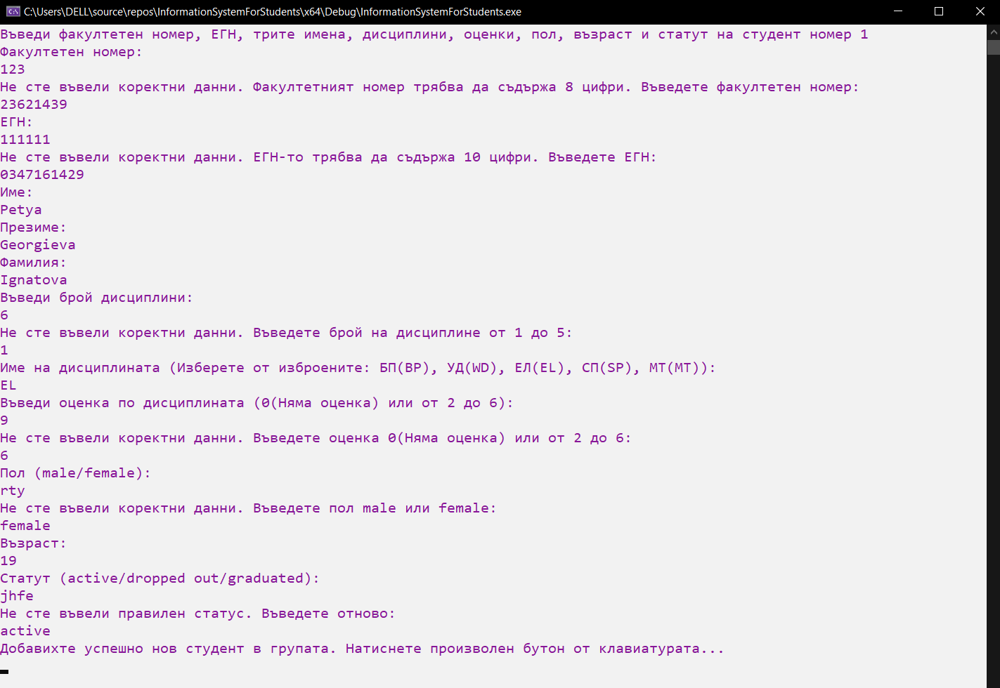 C:\Users\DELL\source\repos\InformationSystemForStudents\x64\Debug\InformationSystemForStudents.exe
Въведи факултетен номер, ЕГН, трите имена, дисциплини, оценки, пол, възраст и статут на студент номер 1
Факултетен номер:
123
Не сте въвели коректни данни. Факултетният номер трябва да съдържа 8 цифри. Въведете факултетен номер:
23621439
ЕГН:
111111
Не сте въвели коректни данни. ЕГН-то трябва да съдържа 10 цифри. Въведете ЕГН:
0347161429
Име:
Petya
Презиме:
Georgieva
Фамилия:
Ignatova
Въведи брой дисциплини:
6
Не сте въвели коректни данни. Въведете брой на дисциплине от 1 до 5:
1
Име на дисциплината (Изберете от изброените: БП(BP), УД(WD), ЕЛ(EL), СП(SP), МТ(MT)):
EL
Въведи оценка по дисциплината (0(Няма оценка) или от 2 до 6):
9
Не сте въвели коректни данни. Въведете оценка 0(Няма оценка) или от 2 до 6:
6
Пол (male/female):
rty
Не сте въвели коректни данни. Въведете пол male или female:
female
Възраст:
19
Статут (active/dropped out/graduated):
jhfe
Не сте въвели правилен статус. Въведете отново:
active
Добавихте успешно нов студент в групата. Натиснете произволен бутон от клавиатурата...